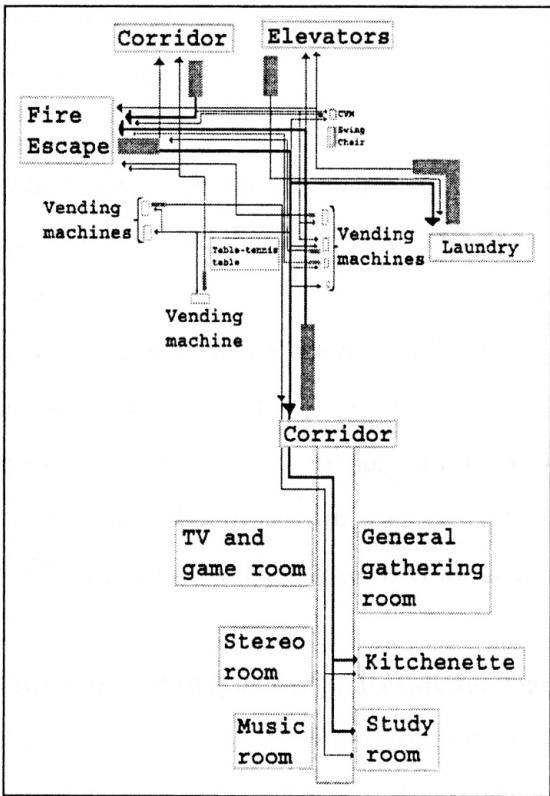 Corridor
Elevators
Fire
Escape
CVM
Swing
Chair
Vending
machines
Table-tennis
table
Vending
machines
Laundry
Vending
machine
Corridor
TV and
game room
General
gathering
room
Stereo
room
Kitchenette
Music
room
Study
room